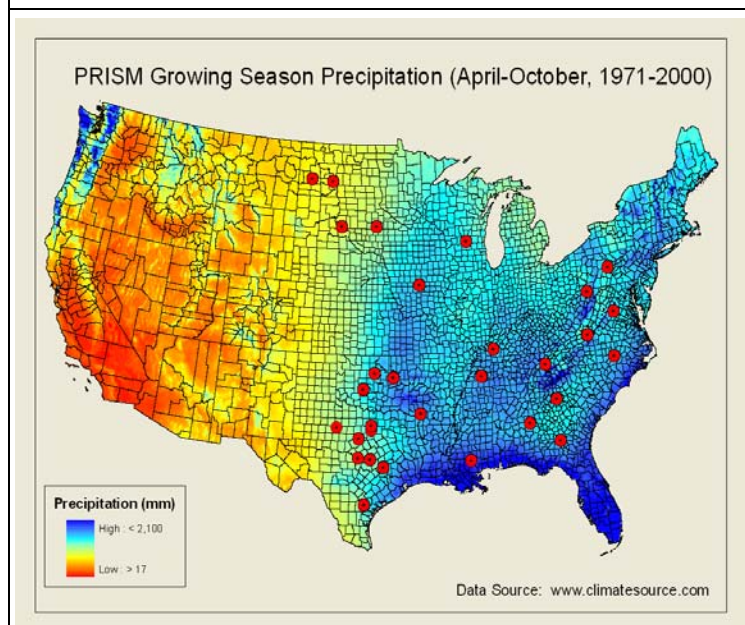 PRISM Growing Season Precipitation (April-October, 1971-2000)
Precipitation (mm)
High : < 2,100
Low : > 17
Data Source: www.climatesource.com